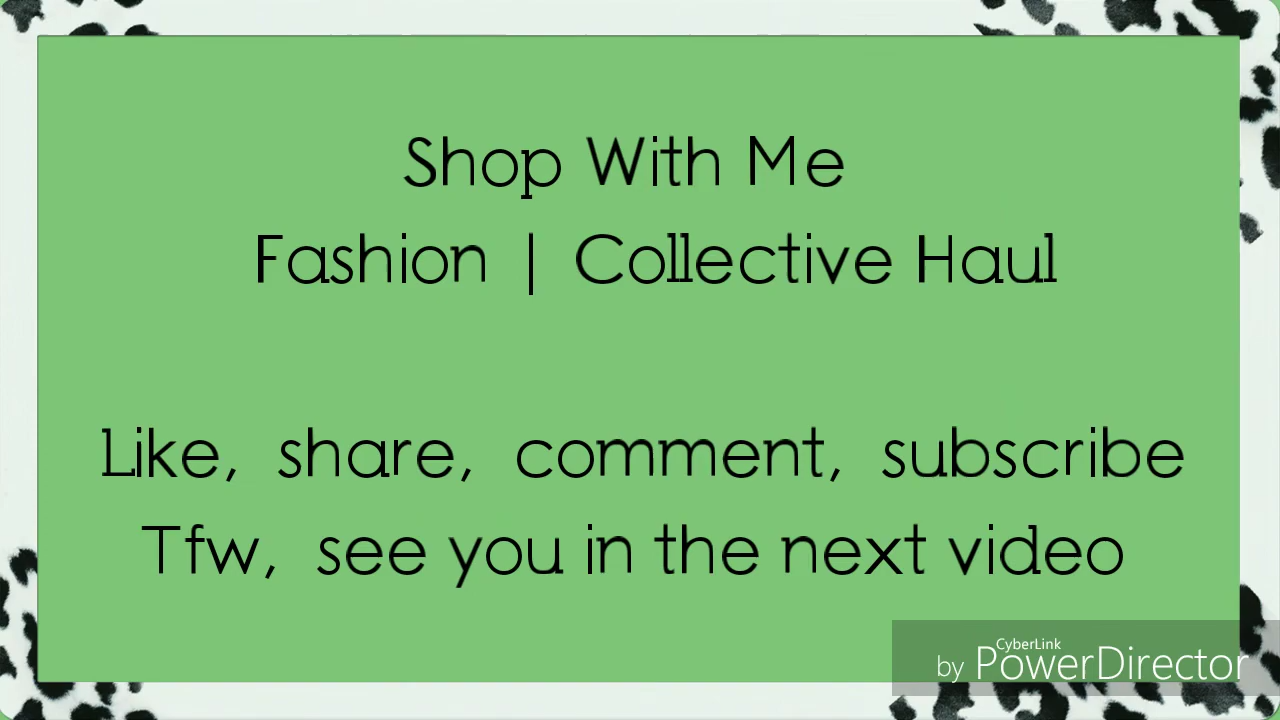 Shop With Me
Fashion | Collective Haul
Like, share, comment, subscribe
Tfw, see you in the next video
CyberLink
by PowerDirector